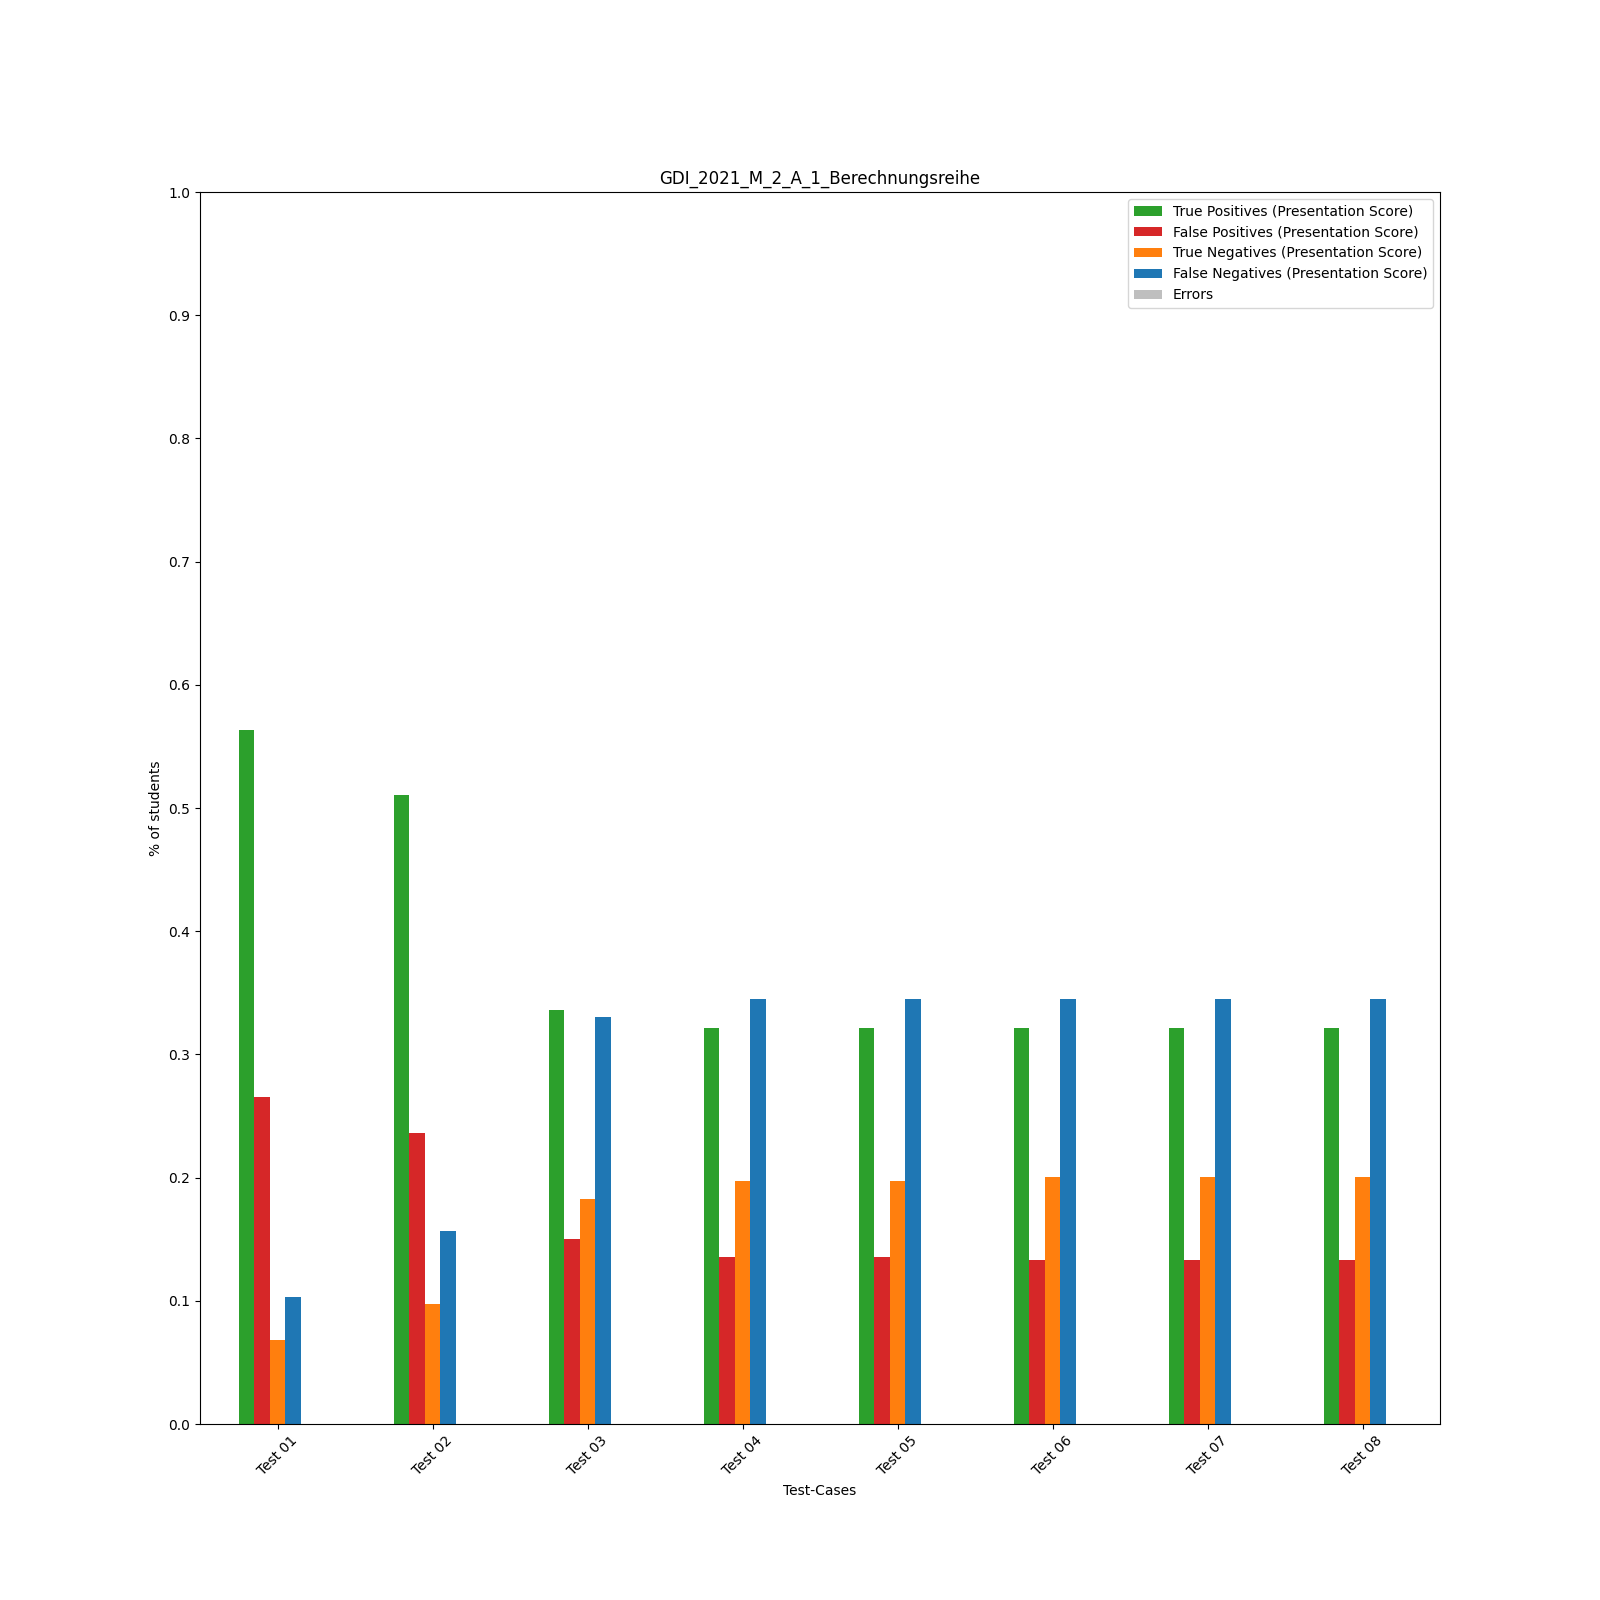 GDI_2021_M_2_A_1_Berechnungsreihe
True Positives (Presentation Score)
False Positives (Presentation Score)
True Negatives (Presentation Score)
False Negatives (Presentation Score)
Errors
% of students
1.0
0.9
0.8
0.7
0.6
0.5
0.4
0.3
0.2
0.1
0.0
Test 01
Test 02
Test 03
Test 04
Test 05
Test 06
Test 07
Test 08
Test-Cases